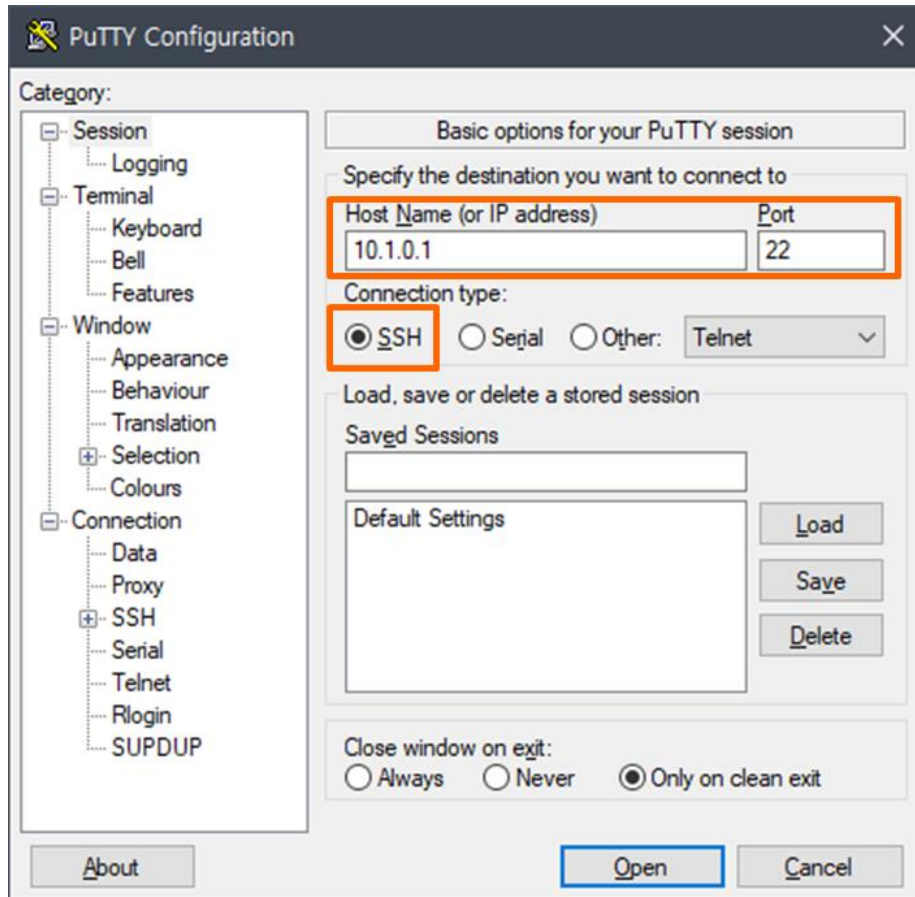 PuTTY Configuration
Category:
Session
Logging
Terminal
Keyboard
Bell
Features
Window
Appearance
Behaviour
Translation
Selection
Colours
Connection
Data
Proxy
SSH
Serial
Telnet
Rlogin
SUPDUP
Basic options for your PuTTY session
Specify the destination you want to connect to
Host Name (or IP address) Port
10.1.0.1 22
Connection type:
SSH Serial Other: Telnet
Load, save or delete a stored session
Saved Sessions
Default Settings
Load
Save
Delete
Close window on exit:
Always Never Only on clean exit
About Open Cancel